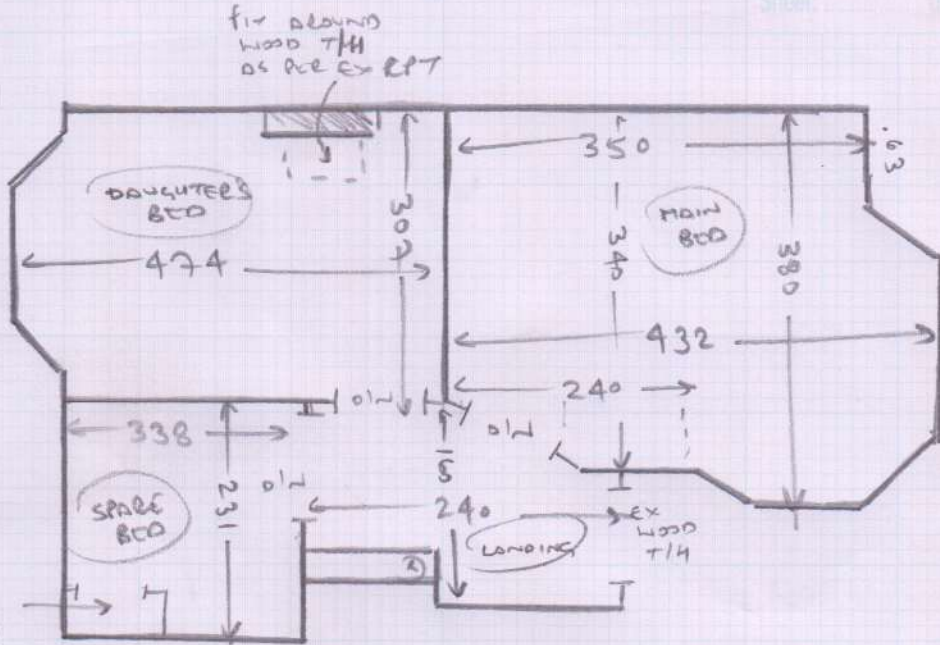 fit around
wood T/H
as per ex RPT
350
.63
Daughter's
Bed
307
Main
Bed
340
380
474
432
240
O/L
O/L
338
Spare
Bed
231
O/L
240
Landing
Ex
wood
T/H